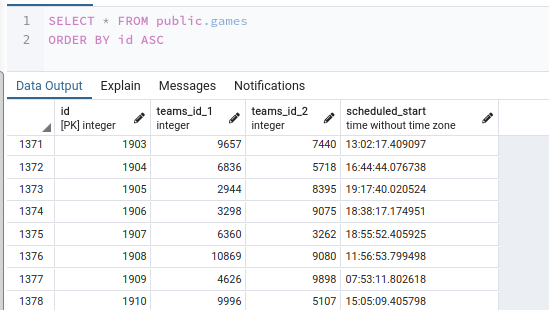 1 SELECT * FROM public.games
2 ORDER BY id ASC
Data Output Explain Messages Notifications
id teams_id_1 teams_id_2 scheduled_start
[PK] integer integer integer time without time zone
1371 1903 9657 7440 13:02:17.409097
1372 1904 6836 5718 16:44:44.076738
1373 1905 2944 8395 19:17:40.020524
1374 1906 3298 9075 18:38:17.174951
1375 1907 6360 3262 18:55:52.405925
1376 1908 10869 9080 11:56:53.799498
1377 1909 4626 9898 07:53:11.802618
1378 1910 9996 5107 15:05:09.405798